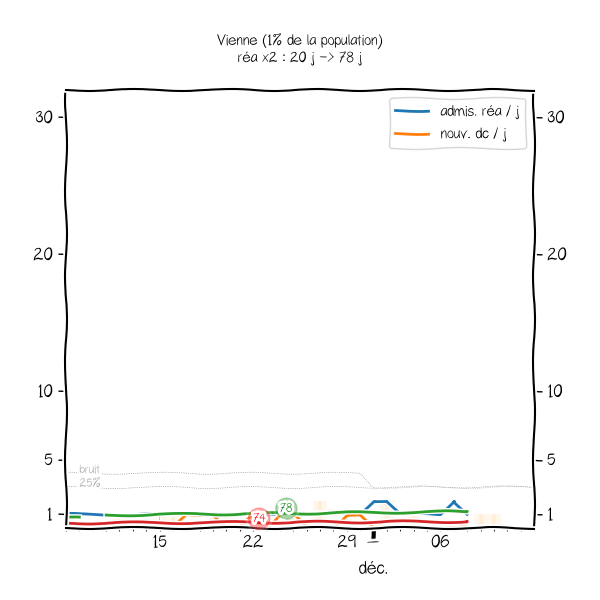 Vienne (1% de la population)
réa x2 : 20 j -> 78 j
admis. réa / j
nouv. dc / j
30
30
20
20
10
10
5
5
bruit
25%
1
1
74
78
15
22
29
06
déc.